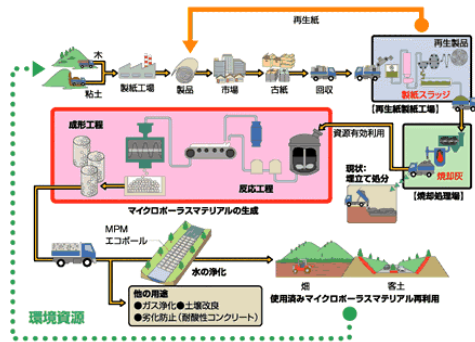 再生紙
木
粘土
製紙工場
製品
市場
古紙
回収
再生製品
製紙スラッジ
【再生紙製紙工場】
成形工程
反応工程
資源有効利用
マイクロポーラスマテリアルの生成
現状:
埋立て処分
焼却灰
【焼却処理場】
MPM
エコボール
水の浄化
他の用途
●ガス浄化●土壌改良
●劣化防止(耐酸性コンクリート)
畑
客土
使用済みマイクロポーラスマテリアル再利用
環境資源